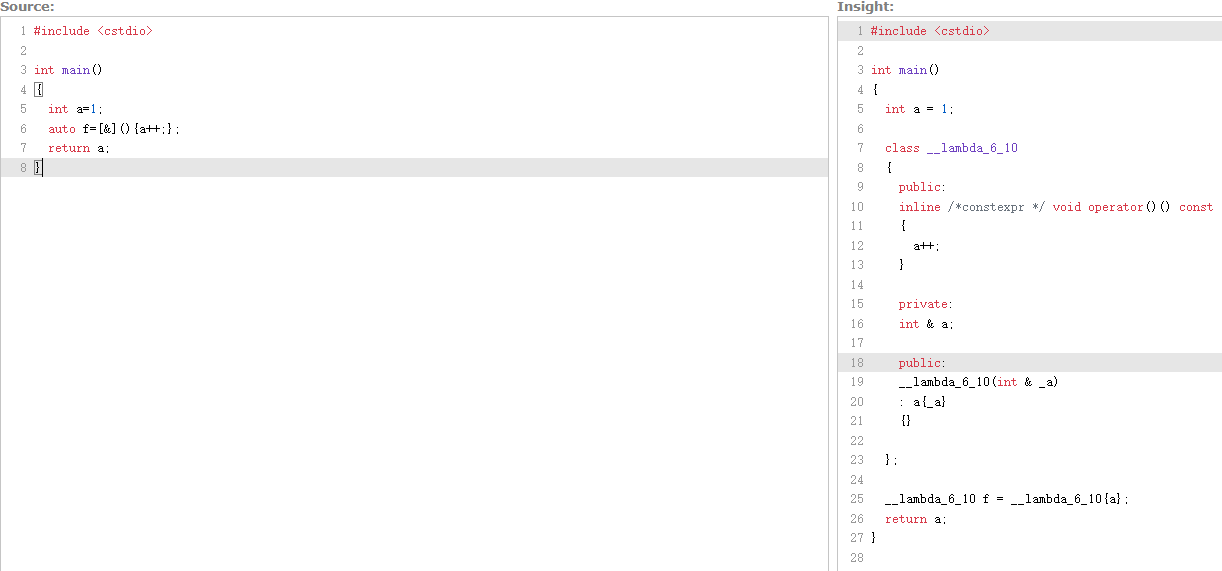 Source:
1 #include <cstdio>
2
3 int main()
4 {
5   int a=1;
6   auto f=[&](){a++;};
7   return a;
8 }
Insight:
1 #include <cstdio>
2
3 int main()
4 {
5   int a = 1;
6
7   class __lambda_6_10
8   {
9     public:
10     inline /*constexpr */ void operator()() const
11     {
12       a++;
13     }
14
15     private:
16     int & a;
17
18     public:
19     __lambda_6_10(int & _a)
20     : a{_a}
21     {}
22
23   };
24
25   __lambda_6_10 f = __lambda_6_10{a};
26   return a;
27 }
28